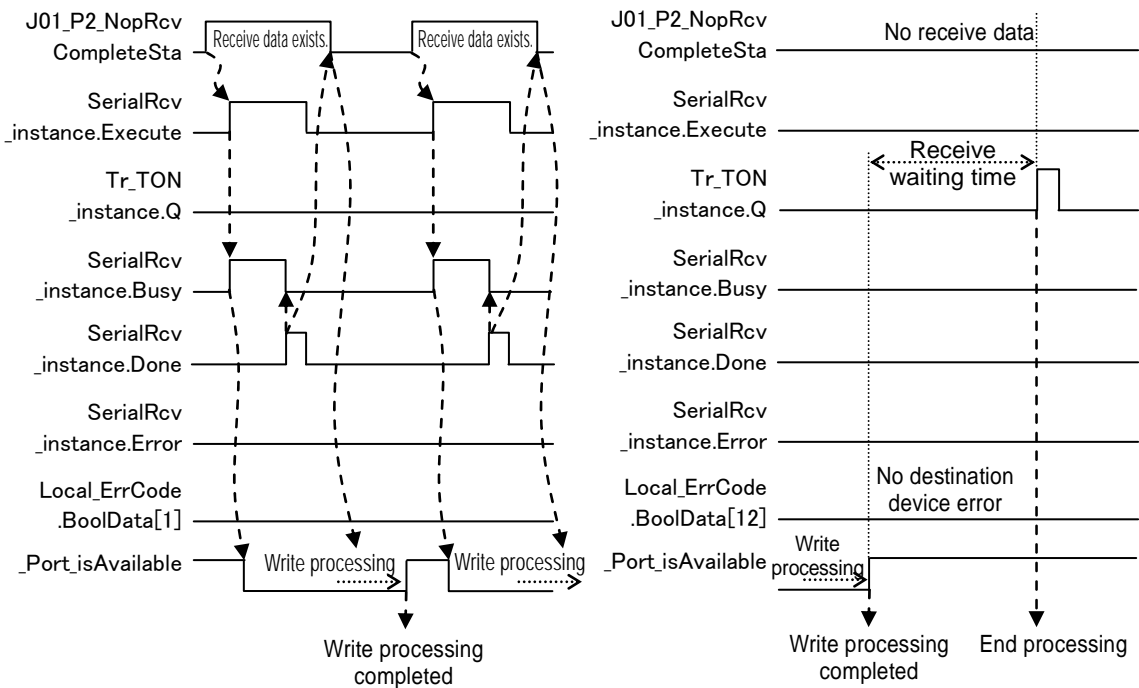 J01_P2_NopRcv
CompleteSta
Receive data exists.
Receive data exists.
SerialRcv
_instance.Execute
Tr_TON
_instance.Q
SerialRcv
_instance.Busy
SerialRcv
_instance.Done
SerialRcv
_instance.Error
Local_ErrCode
.BoolData[1]
_Port_isAvailable
Write processing
Write processing
Write processing
completed
J01_P2_NopRcv
CompleteSta
No receive data
SerialRcv
_instance.Execute
Receive
waiting time
Tr_TON
_instance.Q
SerialRcv
_instance.Busy
SerialRcv
_instance.Done
SerialRcv
_instance.Error
Local_ErrCode
.BoolData[12]
No destination
device error
_Port_isAvailable
Write
processing
Write processing
completed
End processing